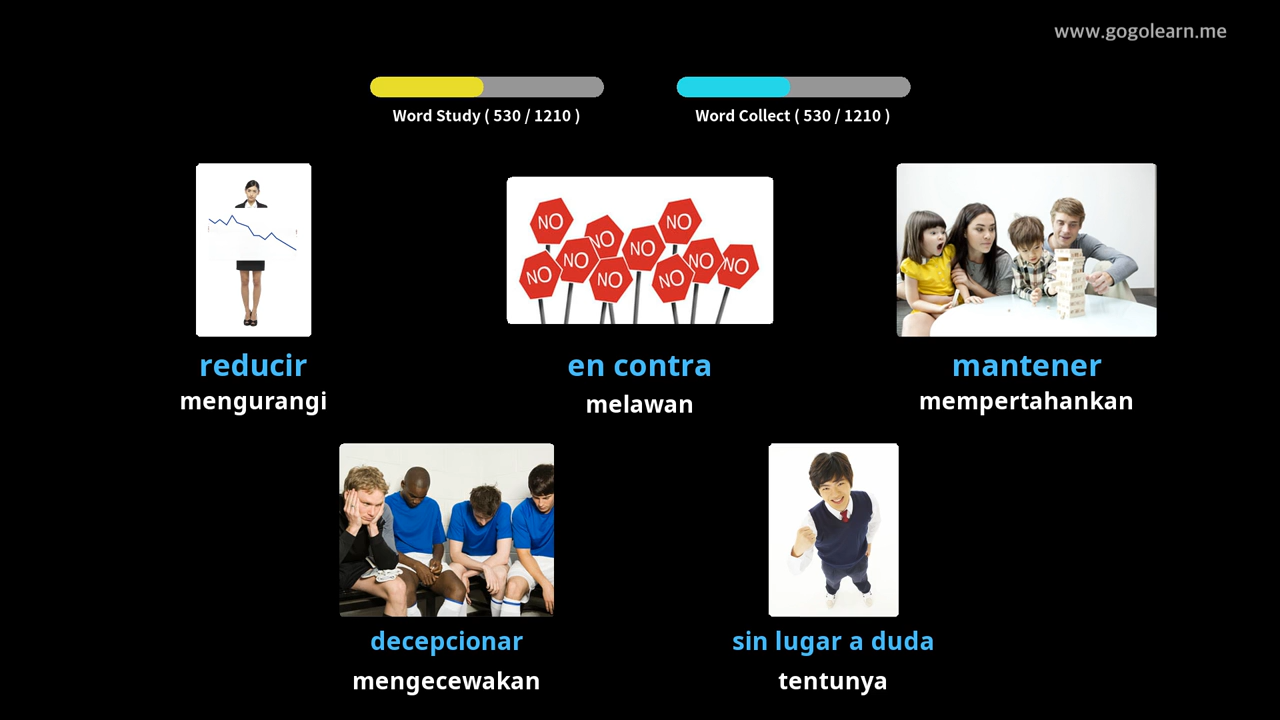 www.gogolearn.me
Word Study ( 530 / 1210 )
Word Collect ( 530 / 1210 )
NO
NO
NO
NO
NO
NO
NO
NO
NO
NO
reducir
mengurangi
en contra
melawan
mantener
mempertahankan
decepcionar
mengecewakan
sin lugar a duda
tentunya